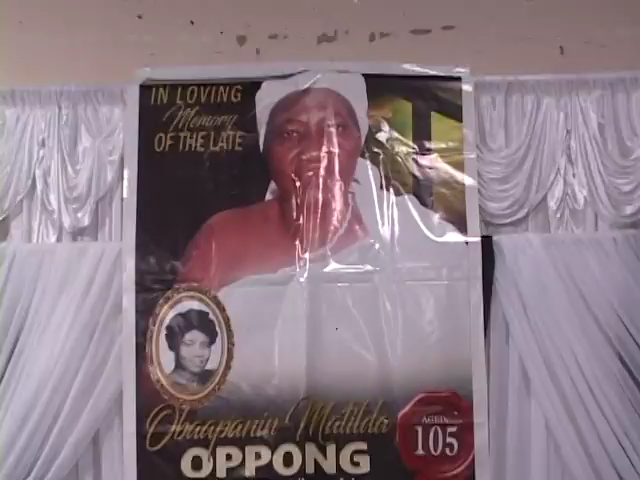 IN LOVING
Memory
OF THE LATE
Obaapanin Matilda
OPPONG
AGED
105